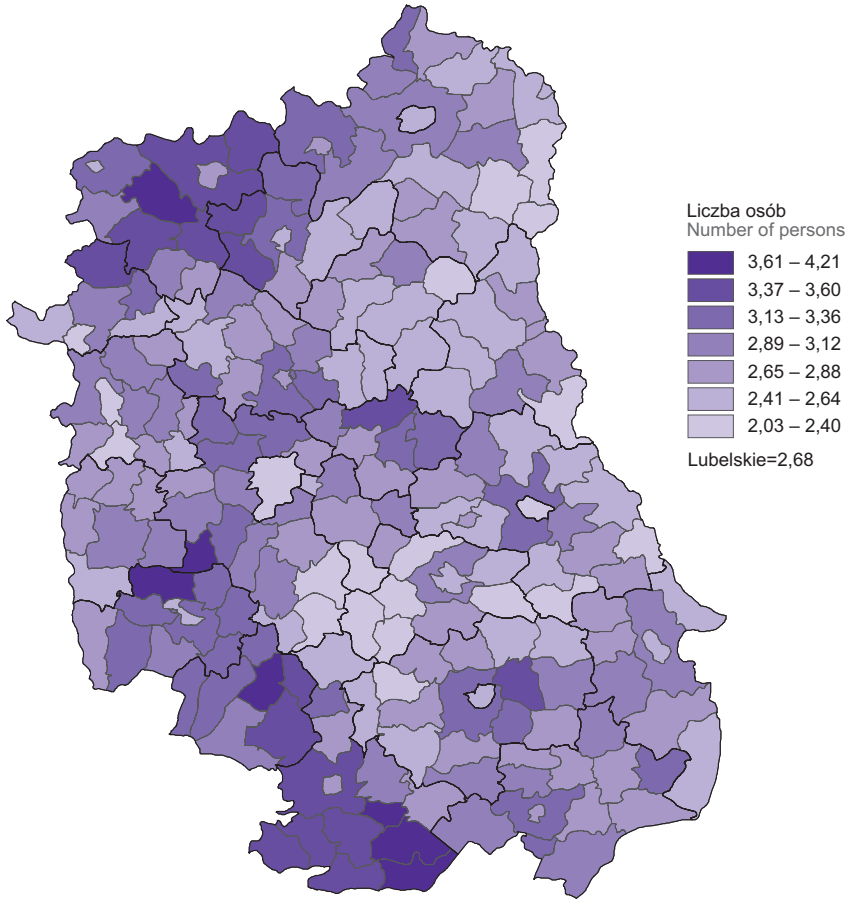 Liczba osób
Number of persons
3,61 – 4,21
3,37 – 3,60
3,13 – 3,36
2,89 – 3,12
2,65 – 2,88
2,41 – 2,64
2,03 – 2,40
Lubelskie=2,68